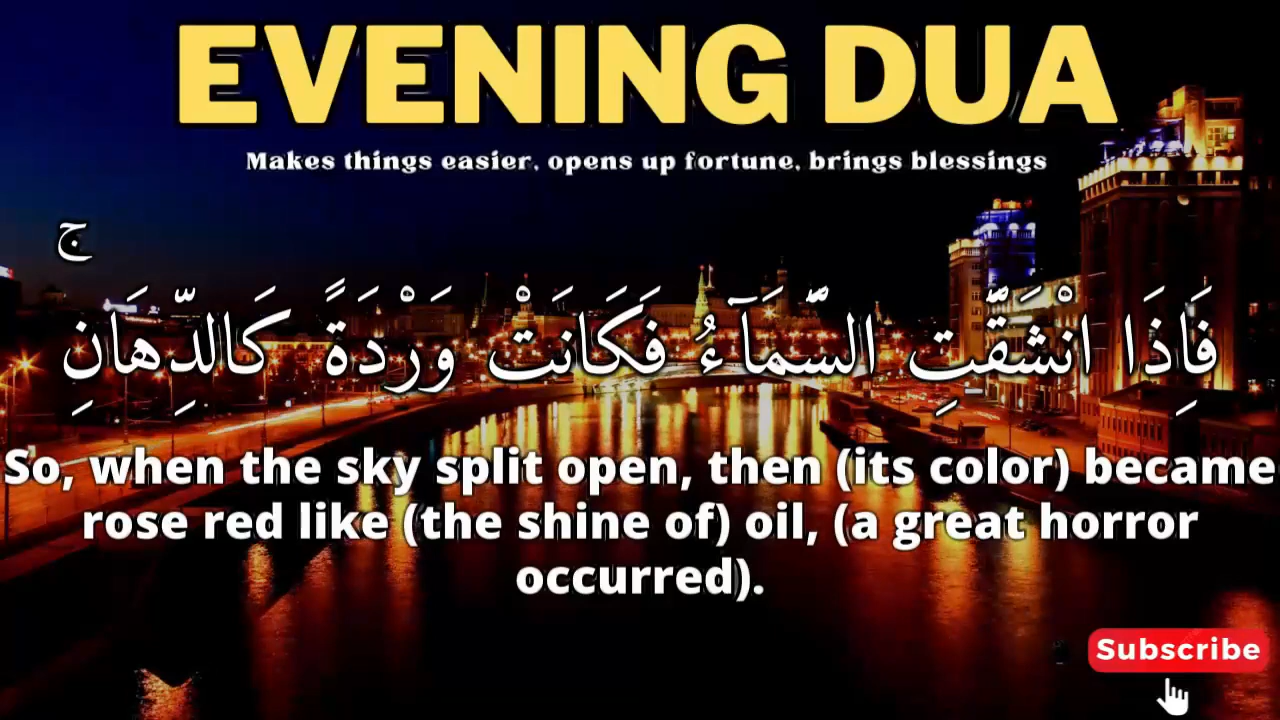 EVENING DUA
Makes things easier, opens up fortune, brings blessings
فَاِذَا انْشَقَّتِ السَّمَاۤءُ فَكَانَتْ وَرْدَةً كَالدِّهَانِۚ
So, when the sky split open, then (its color) became
rose red like (the shine of) oil, (a great horror
occurred).
Subscribe